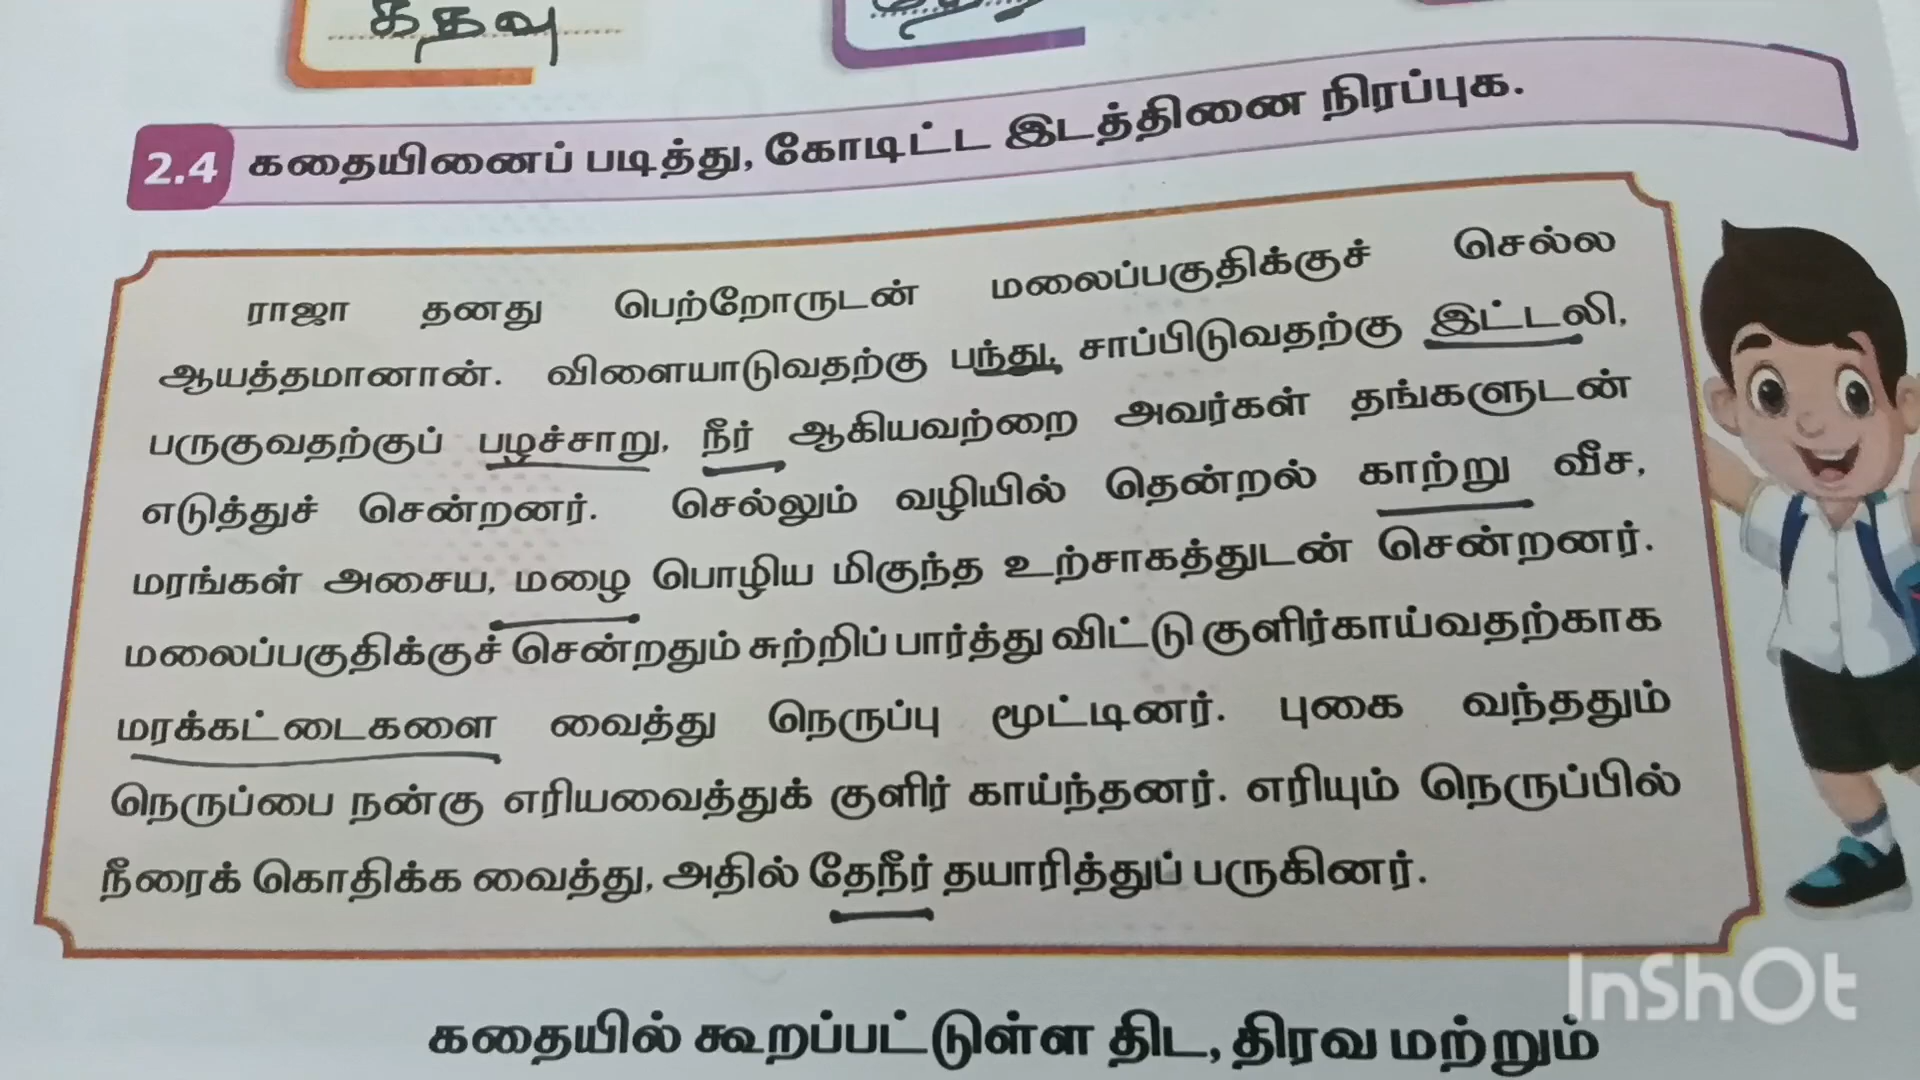 கதவு
2.4 கதையினைப் படித்து, கோடிட்ட இடத்தினை நிரப்புக.
ராஜா தனது பெற்றோருடன் மலைப்பகுதிக்குச் செல்ல
ஆயத்தமானான். விளையாடுவதற்கு பந்து, சாப்பிடுவதற்கு இட்டலி,
பருகுவதற்குப் பழச்சாறு, நீர் ஆகியவற்றை அவர்கள் தங்களுடன்
எடுத்துச் சென்றனர். செல்லும் வழியில் தென்றல் காற்று வீச,
மரங்கள் அசைய, மழை பொழிய மிகுந்த உற்சாகத்துடன் சென்றனர்.
மலைப்பகுதிக்குச் சென்றதும் சுற்றிப் பார்த்து விட்டு குளிர்காய்வதற்காக
மரக்கட்டைகளை வைத்து நெருப்பு மூட்டினர். புகை வந்ததும்
நெருப்பை நன்கு எரியவைத்துக் குளிர் காய்ந்தனர். எரியும் நெருப்பில்
நீரைக் கொதிக்க வைத்து, அதில் தேநீர் தயாரித்துப் பருகினர்.
கதையில் கூறப்பட்டுள்ள திட, திரவ மற்றும்
InShOt